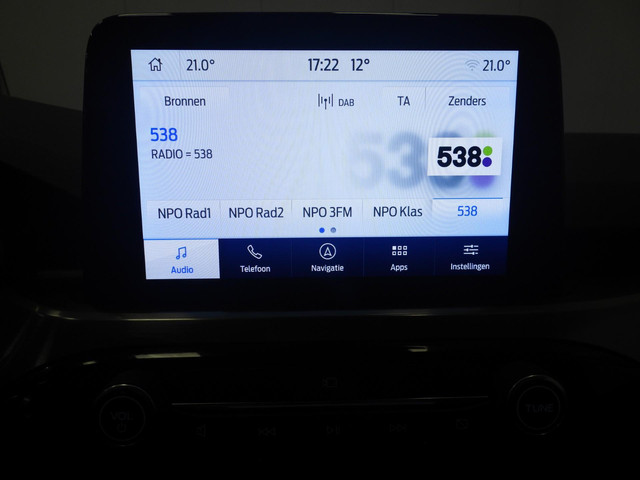 21.0° 17:22 12° 21.0°
Bronnen DAB TA Zenders
538
RADIO = 538
538
NPO Rad1 NPO Rad2 NPO 3FM NPO Klas 538
Audio Telefoon Navigatie Apps Instellingen
VOL TUNE